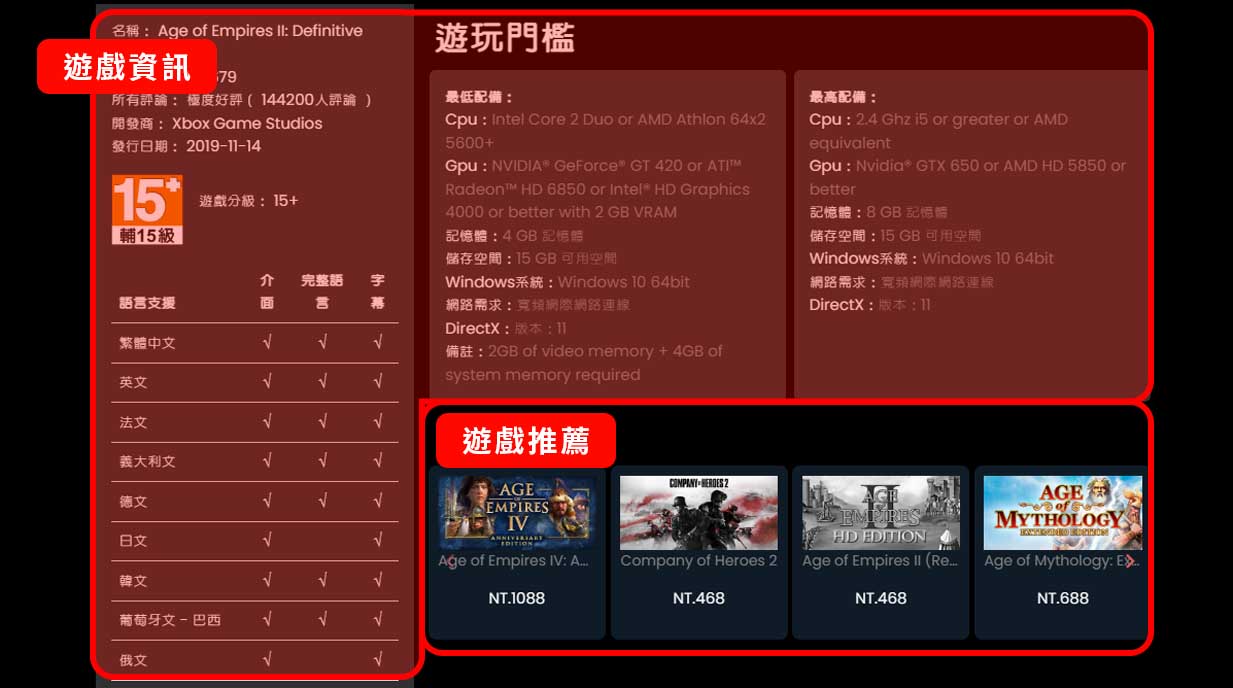 遊戲資訊
名稱： Age of Empires II: Definitive
79
所有評論： 極度好評（ 144200人評論 ）
開發商： Xbox Game Studios
發行日期： 2019-11-14
15+
輔15級
遊戲分級： 15+
語言支援 介面 完整語言 字幕
繁體中文 √ √ √
英文 √ √ √
法文 √ √ √
義大利文 √ √ √
德文 √ √ √
日文 √ √
韓文 √ √ √
葡萄牙文 - 巴西 √ √ √
俄文 √ √
遊玩門檻
最低配備：
Cpu : Intel Core 2 Duo or AMD Athlon 64x2
5600+
Gpu : NVIDIA® GeForce® GT 420 or ATI™
Radeon™ HD 6850 or Intel® HD Graphics
4000 or better with 2 GB VRAM
記憶體 : 4 GB 記憶體
儲存空間 : 15 GB 可用空間
Windows系統 : Windows 10 64bit
網路需求 : 寬頻網際網路連線
DirectX : 版本：11
備註 : 2GB of video memory + 4GB of
system memory required
最高配備：
Cpu : 2.4 Ghz i5 or greater or AMD
equivalent
Gpu : Nvidia® GTX 650 or AMD HD 5850 or
better
記憶體 : 8 GB 記憶體
儲存空間 : 15 GB 可用空間
Windows系統 : Windows 10 64bit
網路需求 : 寬頻網際網路連線
DirectX : 版本：11
遊戲推薦
AGE
OF
EMPIRES
IV
ANNIVERSARY
EDITION
Age of Empires IV: A...
NT.1088
COMPANY OF HEROES 2
Company of Heroes 2
NT.468
AGE
OF
EMPIRES
II
HD EDITION
Age of Empires II (Re...
NT.468
AGE
of
MYTHOLOGY
EXTENDED EDITION
Age of Mythology: Ex...
NT.688